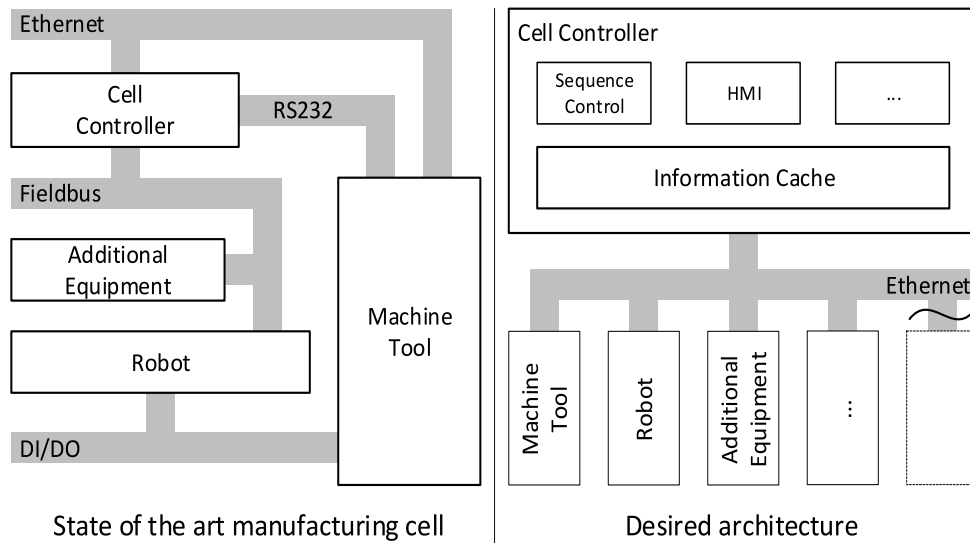 Ethernet
Cell
Controller
RS232
Fieldbus
Additional
Equipment
Robot
Machine
Tool
DI/DO
State of the art manufacturing cell
Cell Controller
Sequence
Control
HMI
...
Information Cache
Ethernet
Machine
Tool
Robot
Additional
Equipment
...
Desired architecture